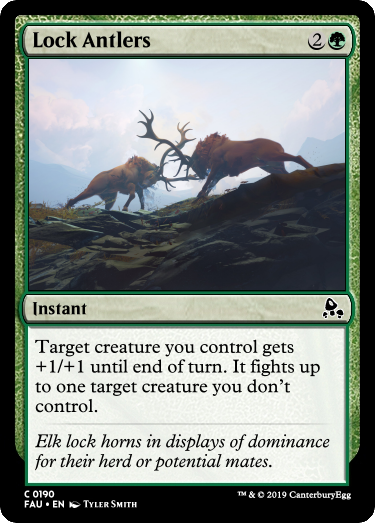 Lock Antlers 2
Instant
Target creature you control gets
+1/+1 until end of turn. It fights up
to one target creature you don't
control.
Elk lock horns in displays of dominance
for their herd or potential mates.
C 0190
FAU • EN Tyler Smith
™ & © 2019 CanterburyEgg